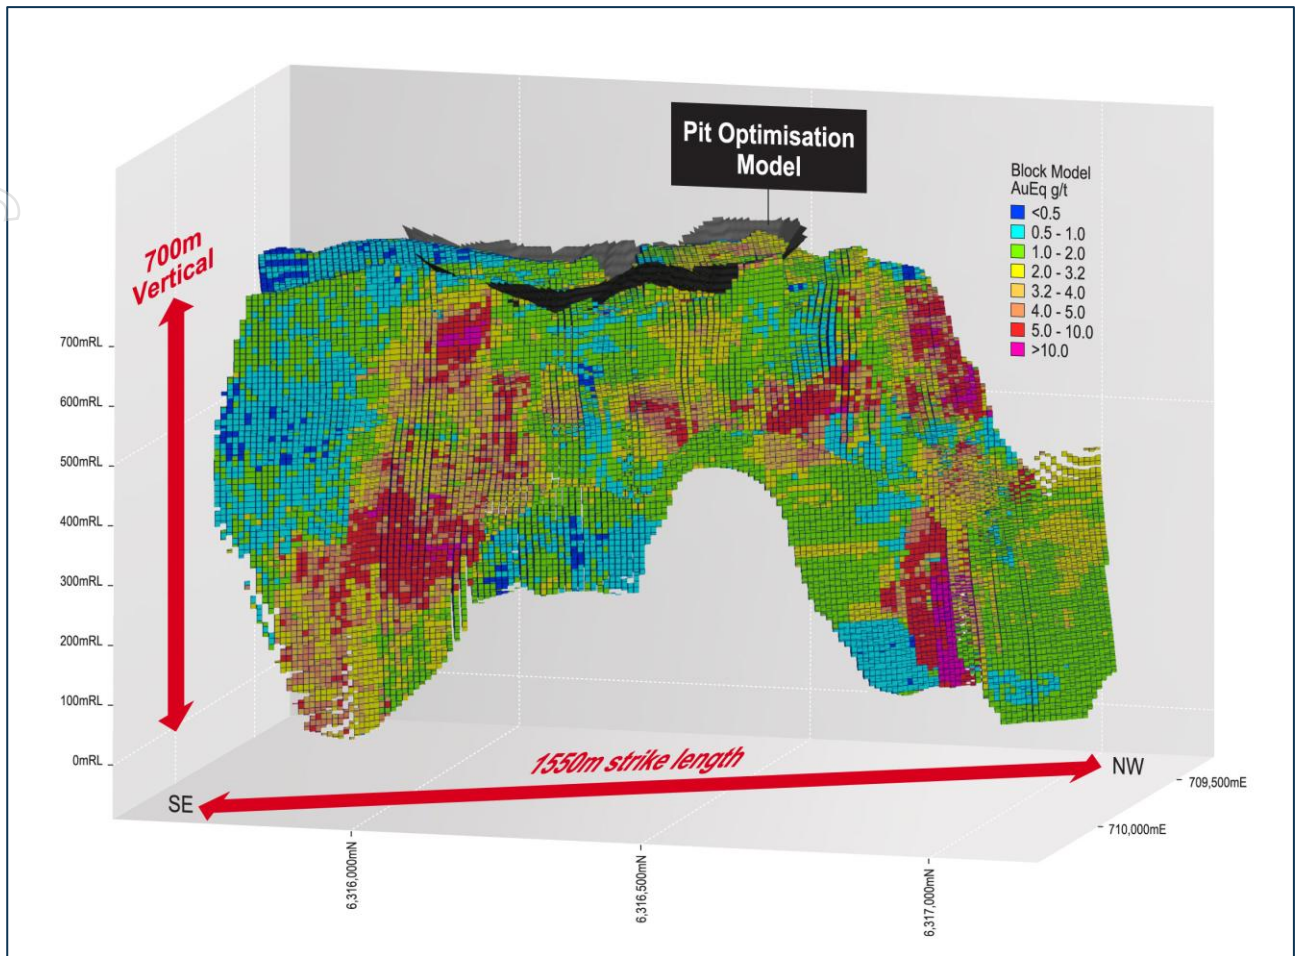 Pit Optimisation
Model
Block Model
AuEq g/t
<0.5
0.5 - 1.0
1.0 - 2.0
2.0 - 3.2
3.2 - 4.0
4.0 - 5.0
5.0 - 10.0
>10.0
700m
Vertical
700mRL
600mRL
500mRL
400mRL
300mRL
200mRL
100mRL
0mRL
1550m strike length
SE
NW
709,500mE
710,000mE
6,316,000mN
6,316,500mN
6,317,000mN